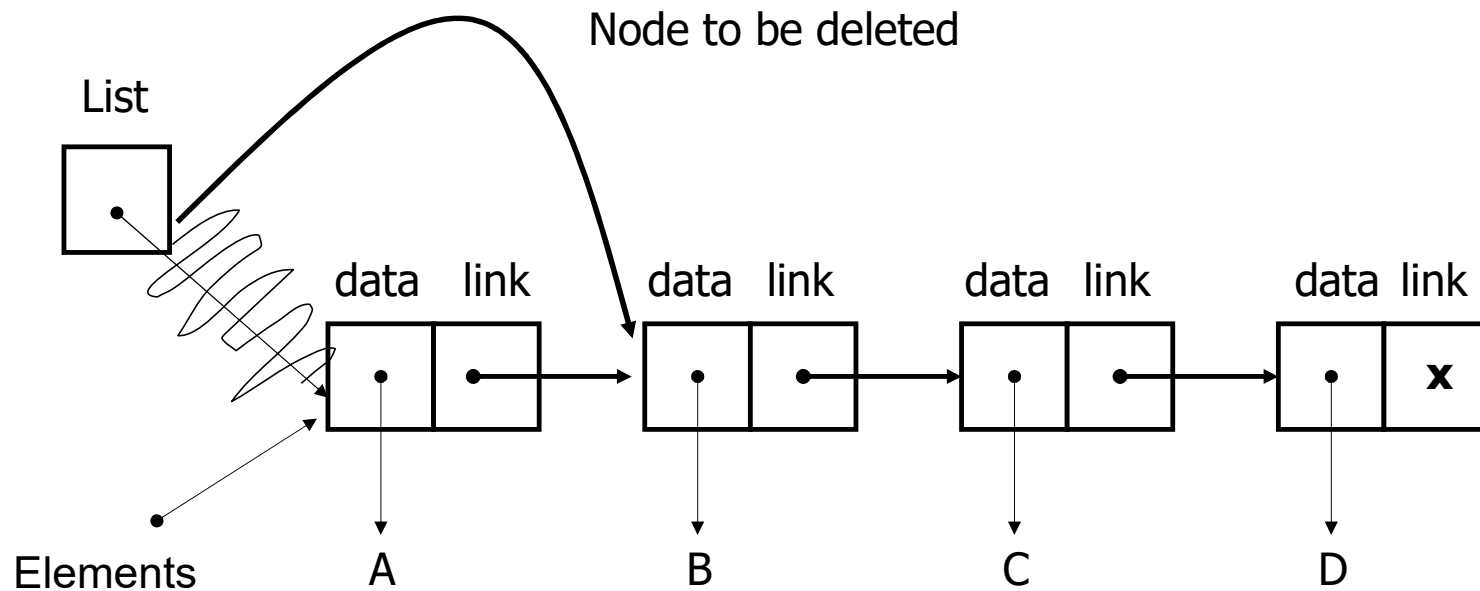 Node to be deleted
List
data link data link data link data link
x
Elements A B C D